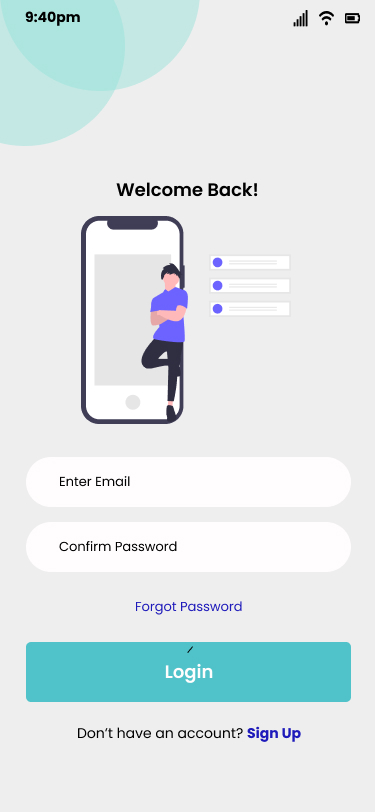 9:40pm
Welcome Back!
Enter Email
Confirm Password
Forgot Password
Login
Don’t have an account? Sign Up